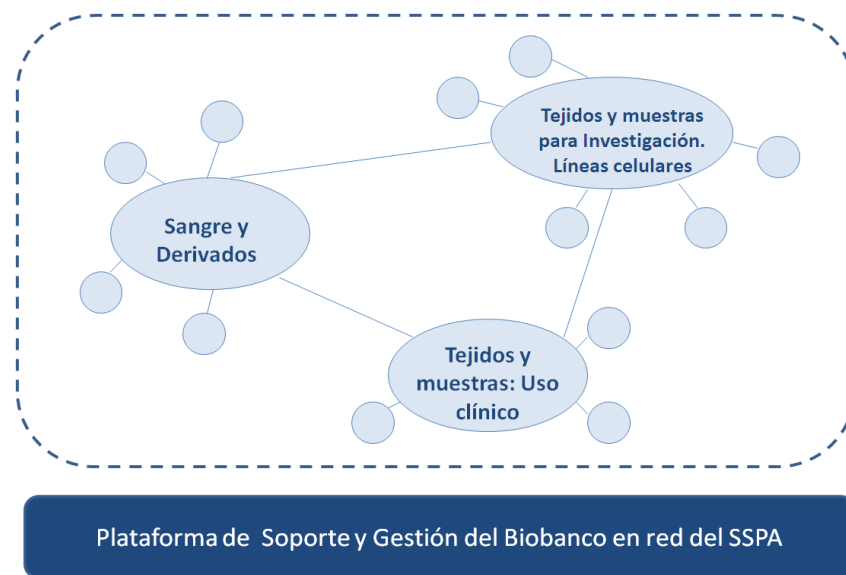 Tejidos y muestras
para Investigación.
Líneas celulares
Sangre y
Derivados
Tejidos y
muestras: Uso
clínico
Plataforma de Soporte y Gestión del Biobanco en red del SSPA